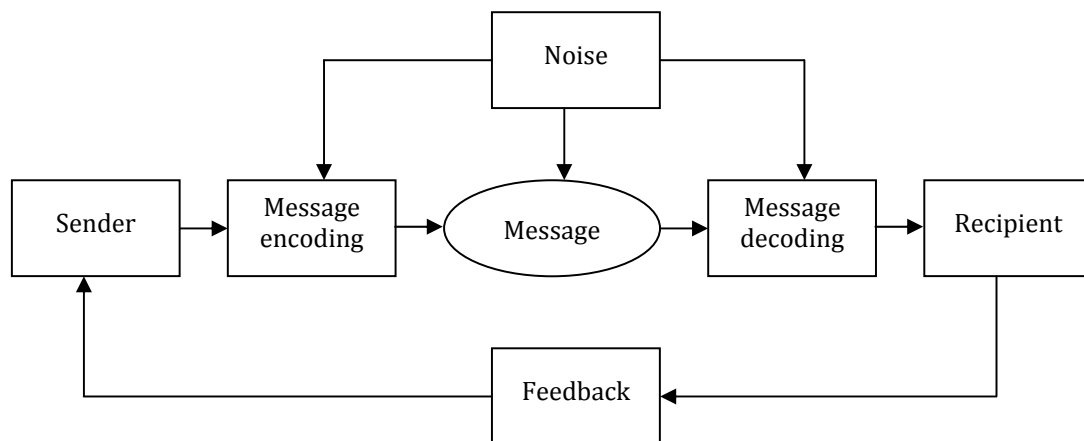 Noise
Sender
Message
encoding
Message
Message
decoding
Recipient
Feedback